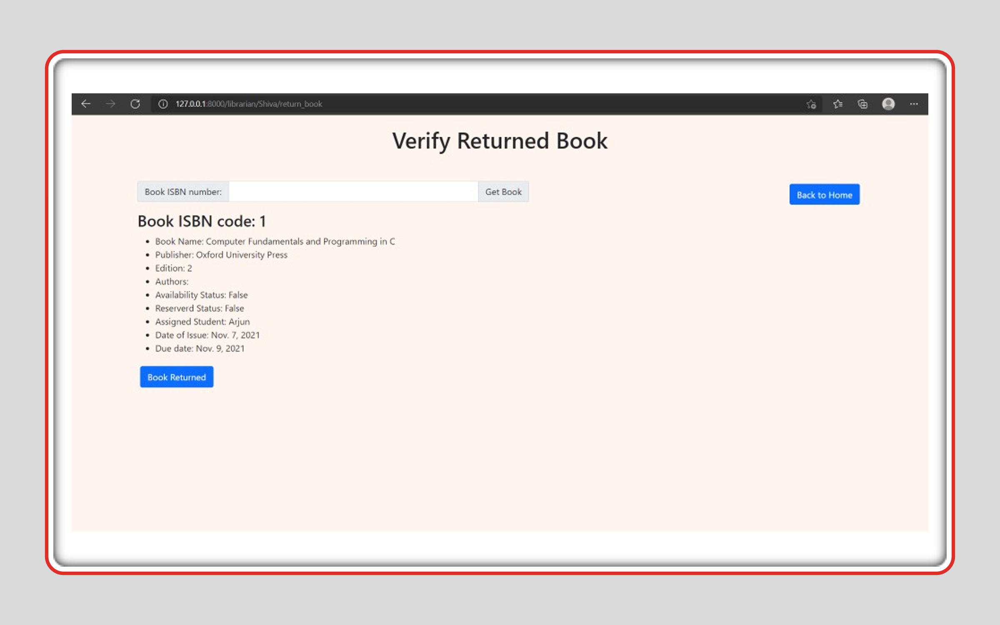 127.0.0.1:8000/librarian/Shiva/return_book
Verify Returned Book
Book ISBN number: Get Book
Back to Home
Book ISBN code: 1
Book Name: Computer Fundamentals and Programming in C
Publisher: Oxford University Press
Edition: 2
Authors:
Availability Status: False
Reserverd Status: False
Assigned Student: Arjun
Date of Issue: Nov. 7, 2021
Due date: Nov. 9, 2021
Book Returned